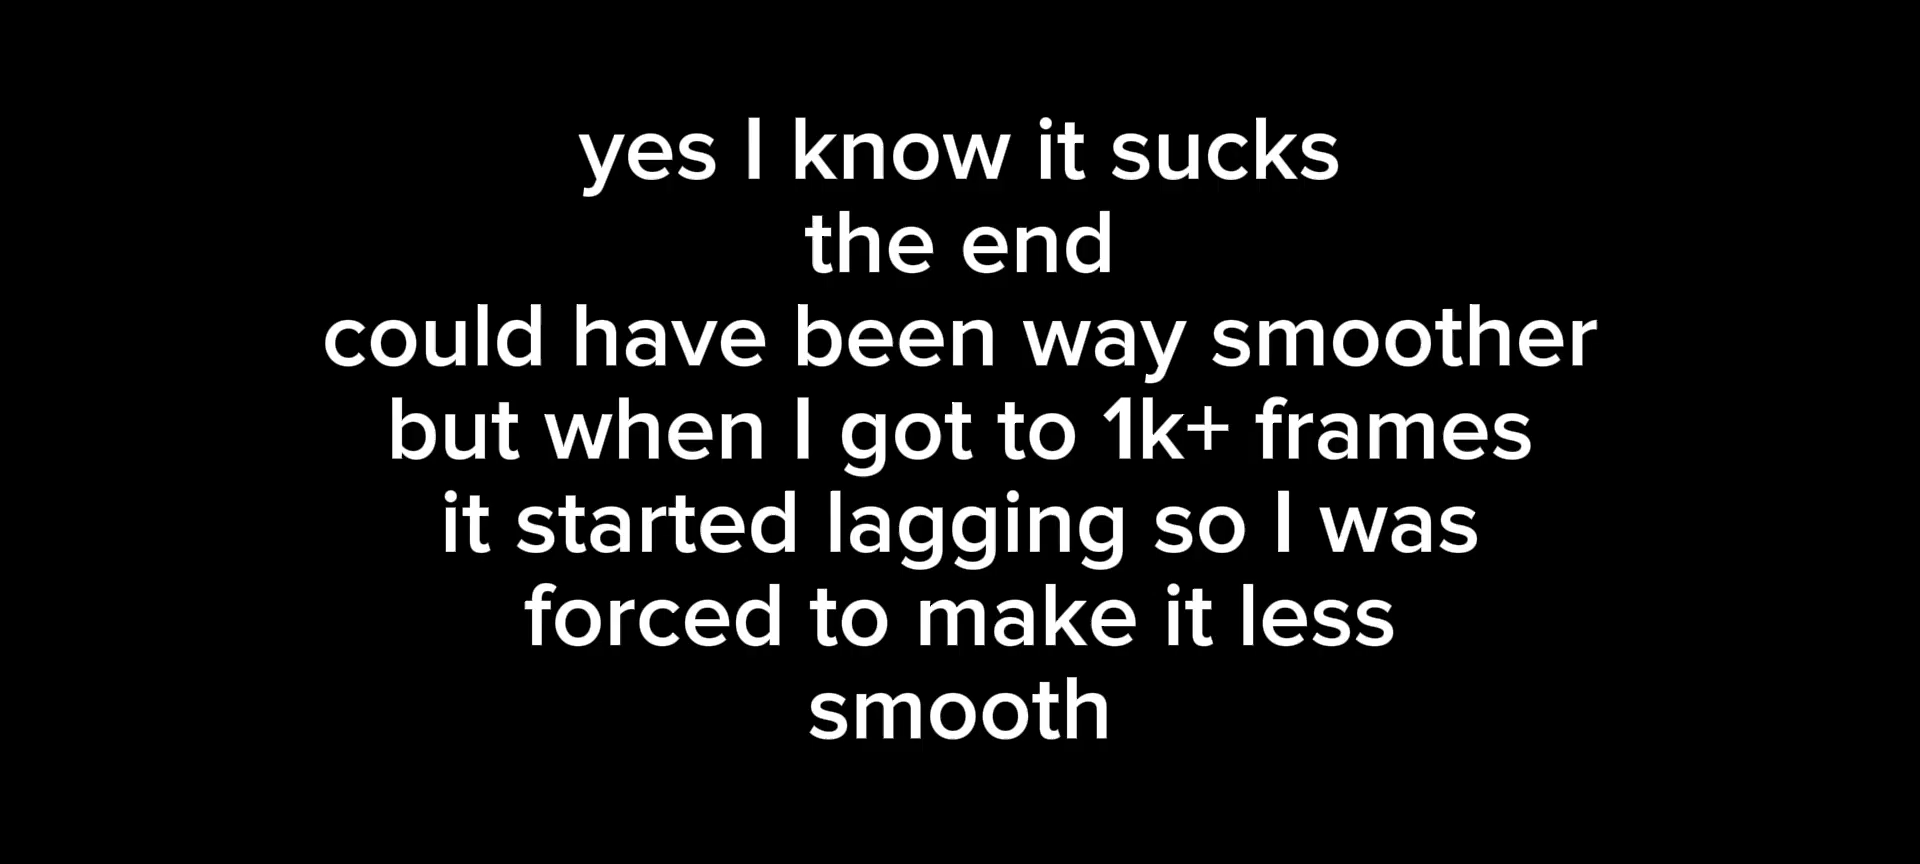 yes I know it sucks
the end
could have been way smoother
but when I got to 1k+ frames
it started lagging so I was
forced to make it less
smooth